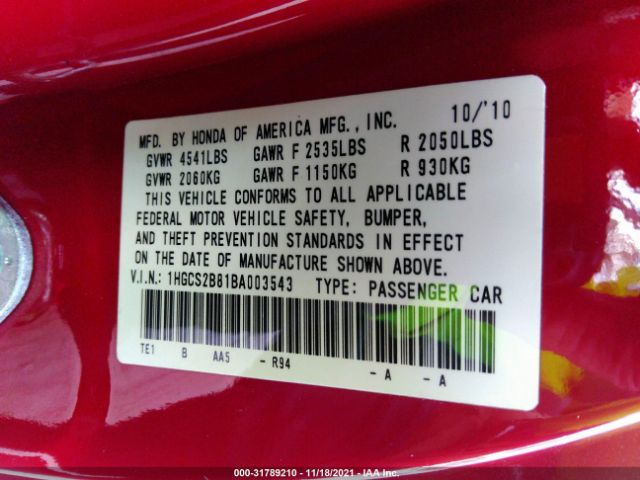 MFD. BY HONDA OF AMERICA MFG., INC. 10/'10
GVWR 4541LBS GAWR F 2535LBS R 2050LBS
GVWR 2060KG GAWR F 1150KG R 930KG
THIS VEHICLE CONFORMS TO ALL APPLICABLE
FEDERAL MOTOR VEHICLE SAFETY, BUMPER,
AND THEFT PREVENTION STANDARDS IN EFFECT
ON THE DATE OF MANUFACTURE SHOWN ABOVE.
V.I.N.: 1HGCS2B81BA003543 TYPE: PASSENGER CAR
TE1 B AA5 - R94 - A - A
000-31789210 - 11/18/2021 - IAA Inc.